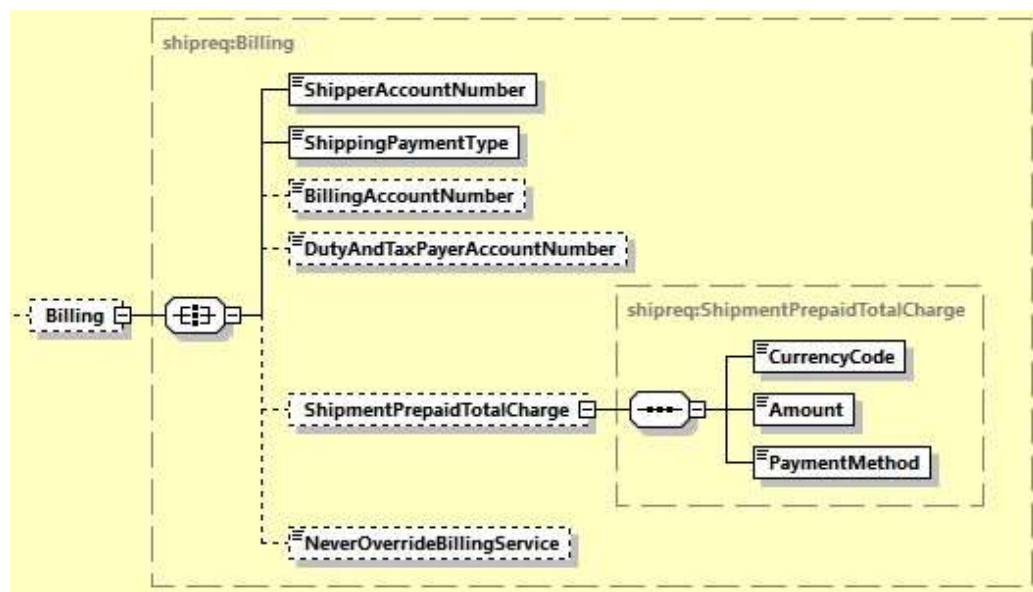 shipreq:Billing
ShipperAccountNumber
ShippingPaymentType
BillingAccountNumber
DutyAndTaxPayerAccountNumber
Billing
shipreq:ShipmentPrepaidTotalCharge
CurrencyCode
ShipmentPrepaidTotalCharge
Amount
PaymentMethod
NeverOverrideBillingService